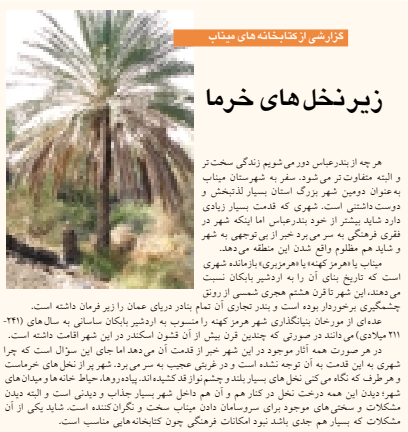 گزارشی از کتابخانه های میناب
زیر نخل های خرما
هر چه از بندرعباس دور می شویم زندگی سخت تر
و البته متفاوت تر می شود. سفر به شهرستان میناب
به عنوان دومین شهر بزرگ استان بسیار لذتبخش و
دوست داشتنی است. شهری که قدمت بسیار زیادی
دارد شاید بیشتر از خود بندرعباس اما اینکه شهر در
فقری فرهنگی به سر می برد خبر از بی توجهی به شهر
و شاید هم مظلوم واقع شدن این منطقه می دهد.
میناب یا «هرمز کهنه» یا «هرمزبری» بازمانده شهری
است که تاریخ بنای آن را به اردشیر بابکان نسبت
می دهند، این شهر تا قرن هشتم هجری شمسی از رونق
چشمگیری برخوردار بوده است و بندر تجاری آن تمام بنادر دریای عمان را زیر فرمان داشته است.
عده ای از مورخان بنیانگذاری شهر هرمز کهنه را منسوب به اردشیر بابکان ساسانی به سال های (۲۴۱-
۲۱۱ میلادی) می دانند در صورتی که چندین قرن بیش از آن قشون اسکندر در این شهر اقامت داشته است.
در هر صورت همه آثار موجود در این شهر خبر از قدمت آن می دهد اما جای این سؤال است که چرا
شهری به این قدمت به آن توجه نشده است و در غربتی عجیب به سر می برد. شهر پر از نخل های خرماست
و هر طرف که نگاه می کنی نخل های بسیار بلند و چشم نواز قد کشیده اند. پیاده روها، حیاط خانه ها و میدان های
شهر؛ دیدن این همه درخت نخل در کنار هم و آن هم داخل شهر بسیار جذاب و دیدنی است و البته دیدن
مشکلات و سختی های موجود برای سروسامان دادن میناب سخت و نگران کننده است. شاید یکی از آن
مشکلات که بسیار هم جدی باشد نبود امکانات فرهنگی چون کتابخانه هایی مناسب است.